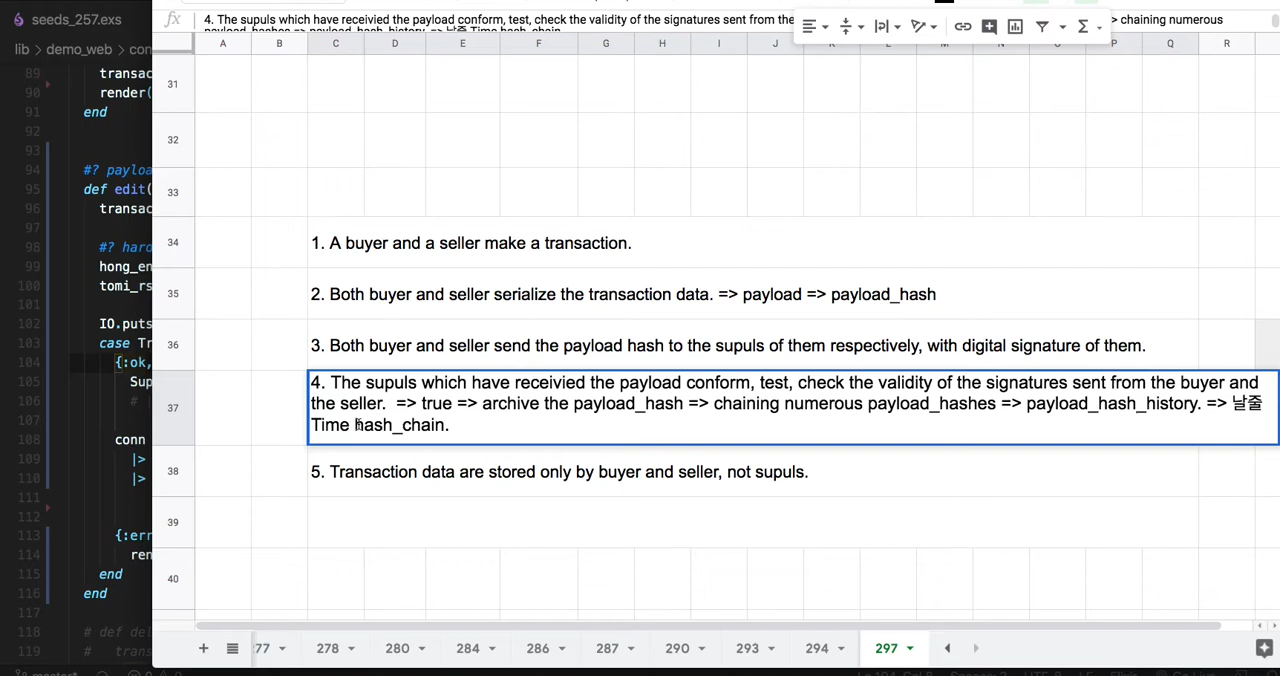 seeds_257.exs
lib > demo_web > con
fx
4. The supuls which have receivied the payload conform, test, check the validity of the signatures sent from the
> chaining numerous
A B C D E F G H I J Q R
89 transac
90 render(
91 end
92
93
94 #? payloa
95 def edit(
96 transac
97
98 #? hard
99 hong_en
100 tomi_rs
101
102 IO.puts
103 case Tr
104 {:ok,
105 Sup
106 # |
107
108 conn
109 |>
110 |>
111
112
113 {:err
114 ren
115 end
116 end
117
118 # def del
119 # trans
31
32
33
34 1. A buyer and a seller make a transaction.
35 2. Both buyer and seller serialize the transaction data. => payload => payload_hash
36 3. Both buyer and seller send the payload hash to the supuls of them respectively, with digital signature of them.
37 4. The supuls which have receivied the payload conform, test, check the validity of the signatures sent from the buyer and
the seller.  => true => archive the payload_hash => chaining numerous payload_hashes => payload_hash_history. => 날줄
Time hash_chain.
38 5. Transaction data are stored only by buyer and seller, not supuls.
39
40
277 278 280 284 286 287 290 293 294 297